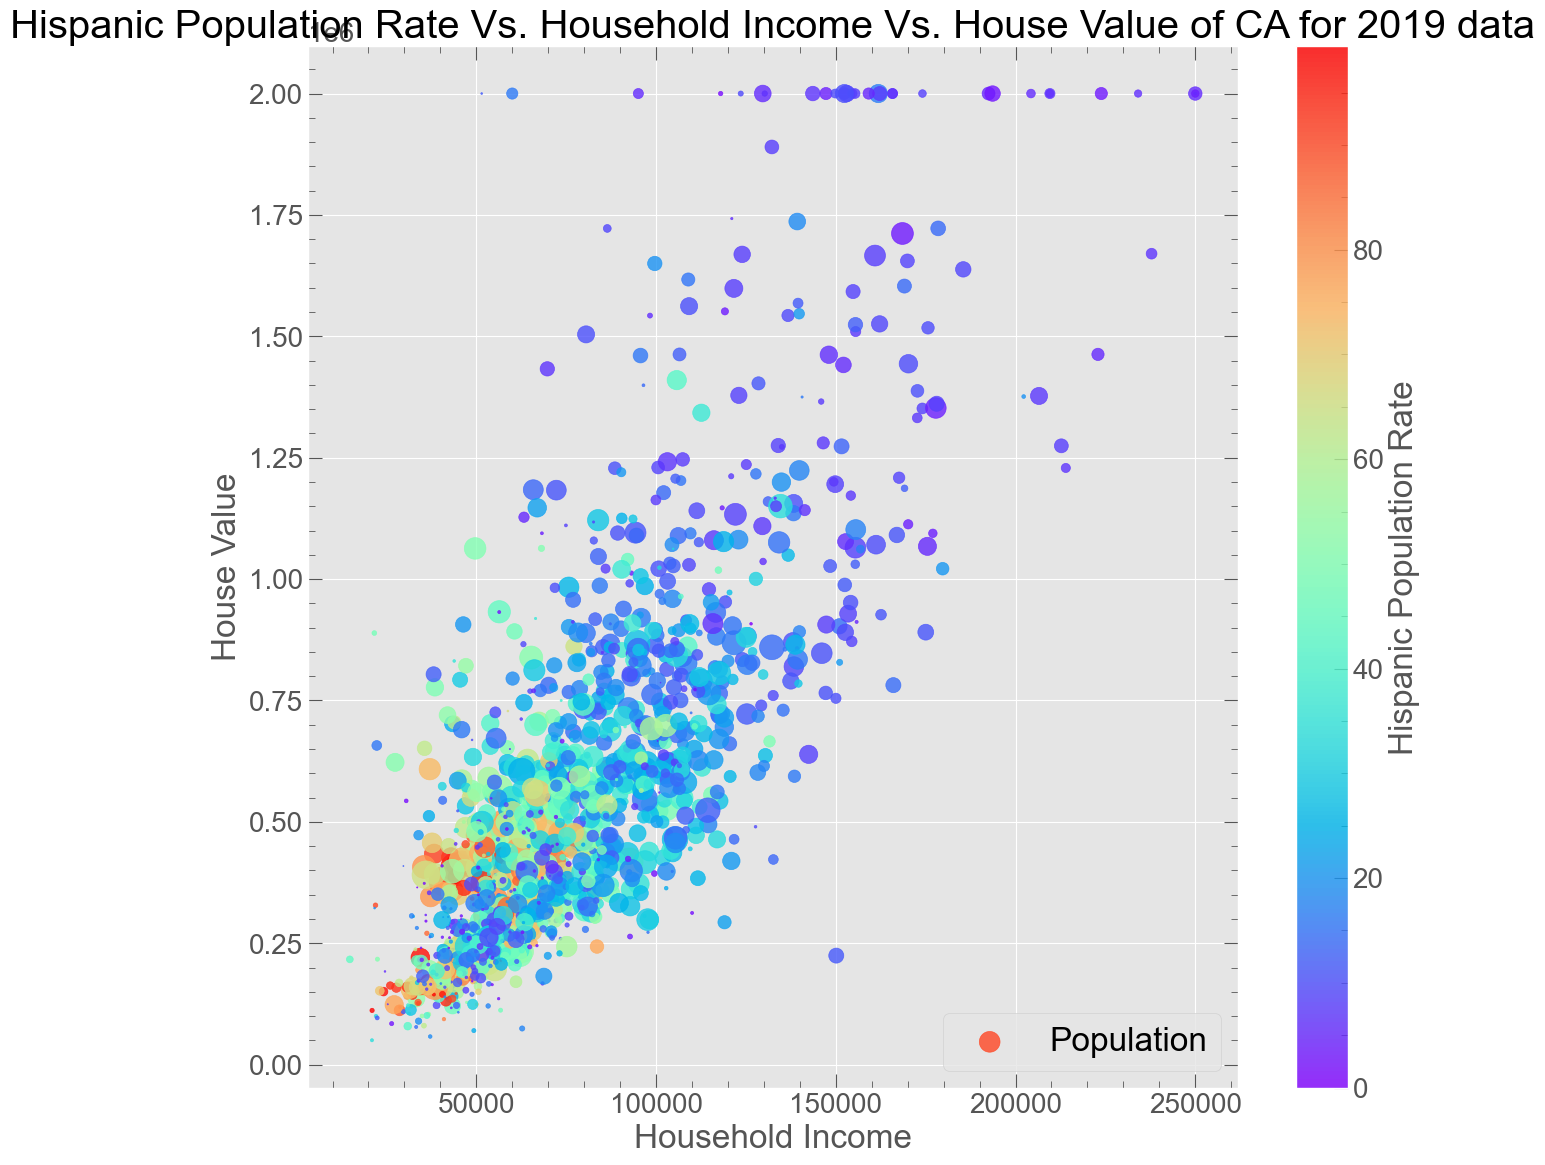 Hispanic Population Rate Vs. Household Income Vs. House Value of CA for 2019 data
1e6
2.00
1.75
1.50
1.25
1.00
0.75
0.50
0.25
0.00
House Value
50000 100000 150000 200000 250000
Household Income
Population
80
60
40
20
0
Hispanic Population Rate